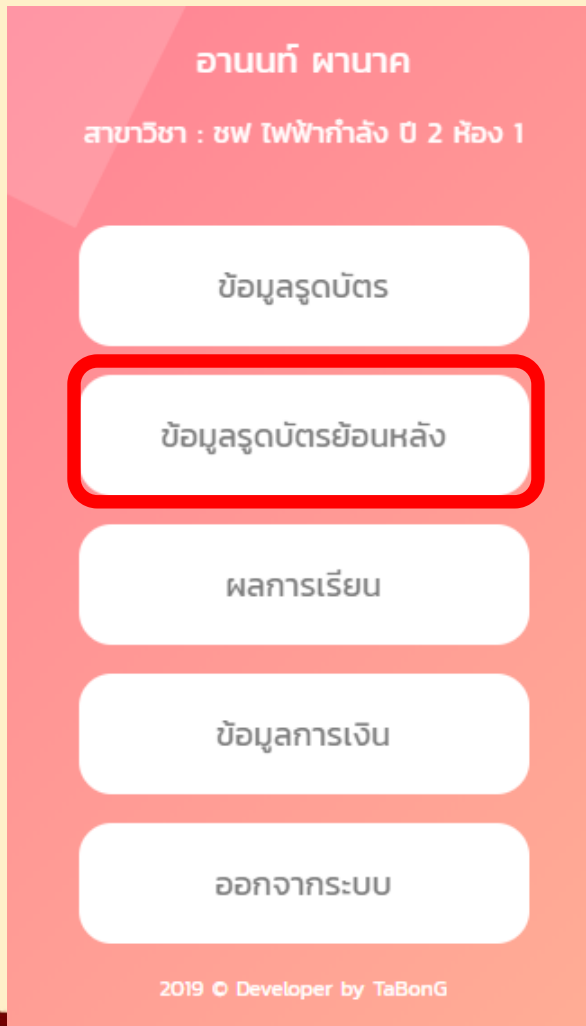 อานนท์ ผานาค
สาขาวิชา : ชฟ ไฟฟ้ากำลัง ปี 2 ห้อง 1
ข้อมูลรูดบัตร
ข้อมูลรูดบัตรย้อนหลัง
ผลการเรียน
ข้อมูลการเงิน
ออกจากระบบ
2019 © Developer by TaBonG